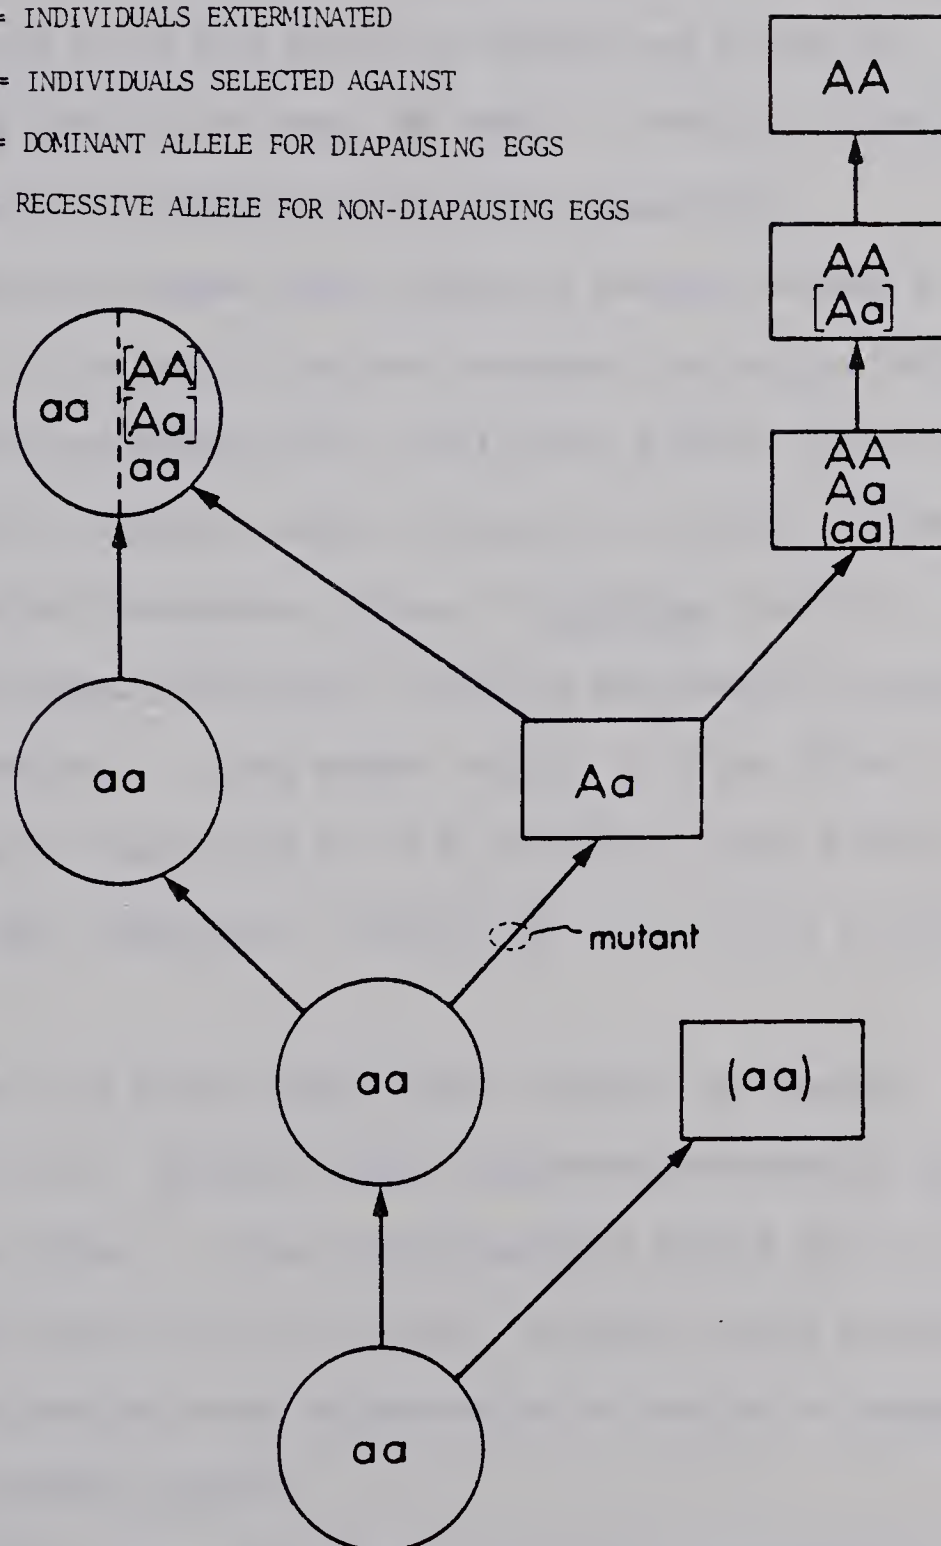 = INDIVIDUALS EXTERMINATED
= INDIVIDUALS SELECTED AGAINST
= DOMINANT ALLELE FOR DIAPAUSING EGGS
RECESSIVE ALLELE FOR NON-DIAPAUSING EGGS
AA
AA
[Aa]
AA
Aa
(aa)
aa
[AA]
[Aa]
aa
aa
Aa
mutant
aa
(aa)
aa